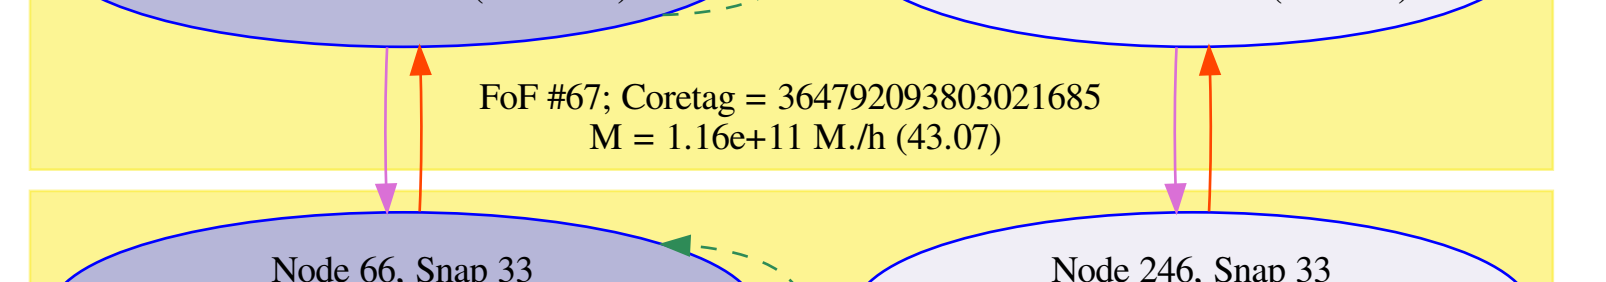 FoF #67; Coretag = 364792093803021685
M = 1.16e+11 M./h (43.07)
Node 66, Snap 33
Node 246, Snap 33